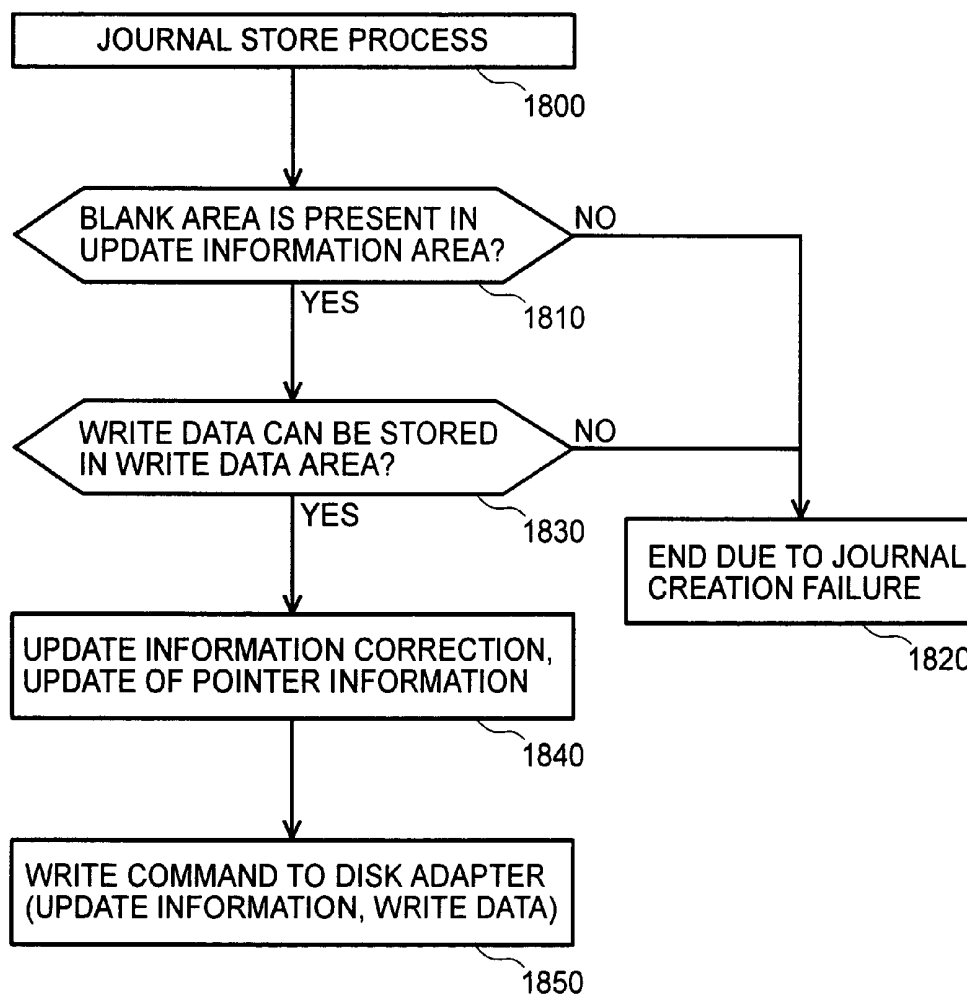 JOURNAL STORE PROCESS
1800
BLANK AREA IS PRESENT IN
UPDATE INFORMATION AREA?
NO
YES
1810
WRITE DATA CAN BE STORED
IN WRITE DATA AREA?
NO
YES
1830
END DUE TO JOURNAL
CREATION FAILURE
1820
UPDATE INFORMATION CORRECTION,
UPDATE OF POINTER INFORMATION
1840
WRITE COMMAND TO DISK ADAPTER
(UPDATE INFORMATION, WRITE DATA)
1850